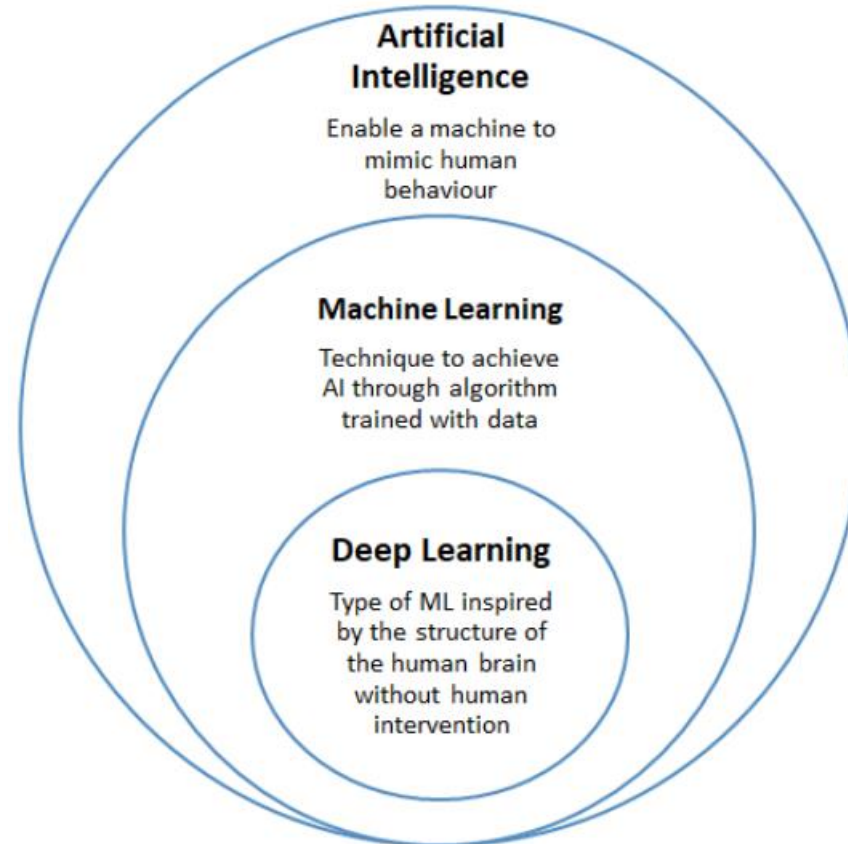 Artificial
Intelligence
Enable a machine to
mimic human
behaviour
Machine Learning
Technique to achieve
AI through algorithm
trained with data
Deep Learning
Type of ML inspired
by the structure of
the human brain
without human
intervention